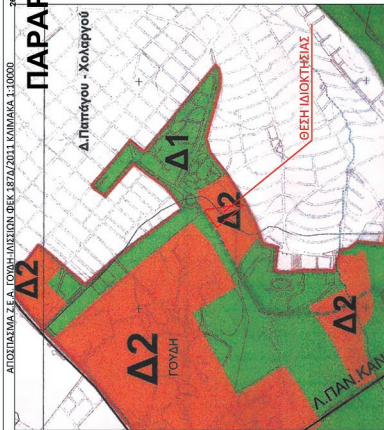 ΑΠΟΣΠΑΣΜΑ Ζ.Ε.Α. ΓΟΥΔΗ-ΙΛΙΣΣΙΩΝ ΦΕΚ 187Δ/2011 ΚΛΙΜΑΚΑ 1:10000
ΠΑΡΑΡ
Δ.Παπάγου - Χολαργού
Δ2
Δ1
Δ2
ΘΕΣΗ ΙΔΙΟΚΤΗΣΙΑΣ
Δ2
ΓΟΥΔΗ
Δ2
Λ.ΠΑΝ.ΚΑΝ